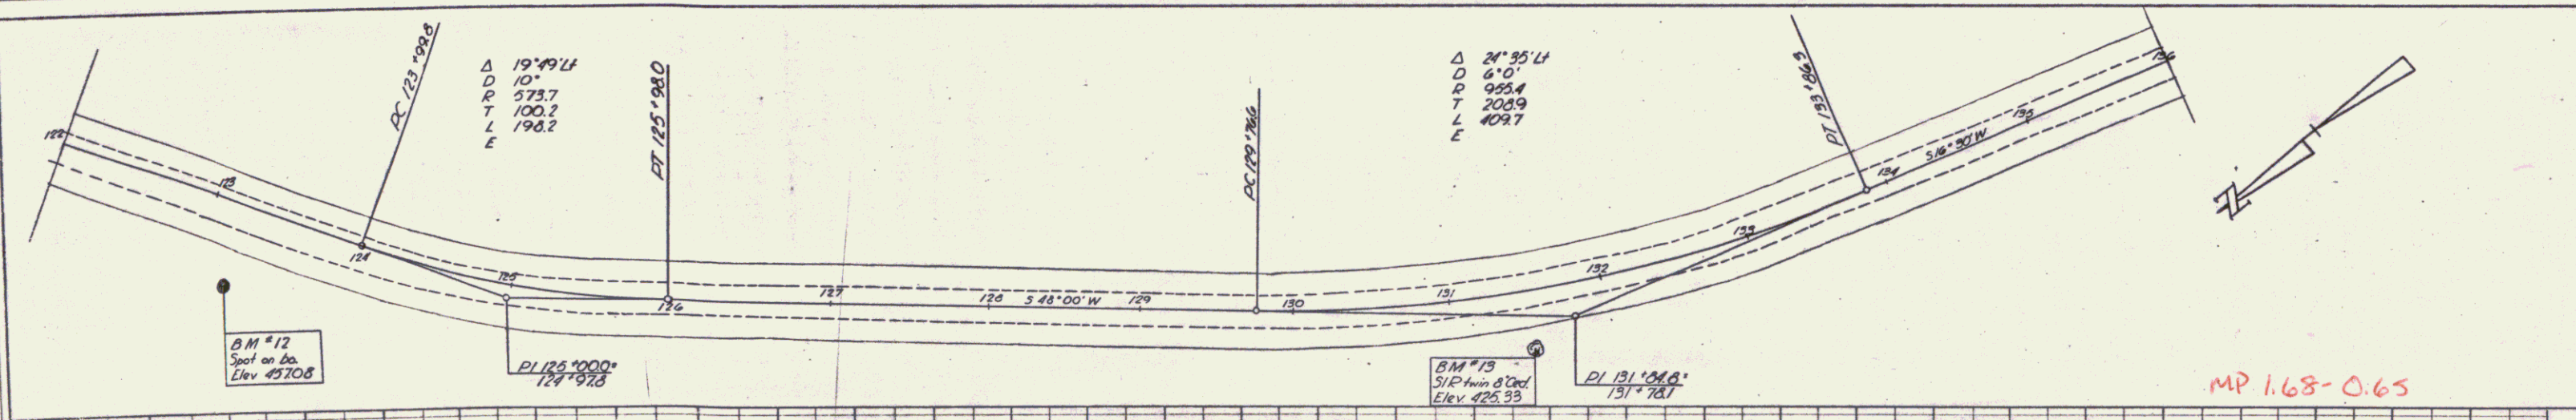 PC 123+99.8
Δ 19°49' Lt
D 10°
R 573.7
T 100.2
L 198.2
E
PT 125+98.0
PC 129+76.6
Δ 24°35' Lt
D 6°0'
R 955.4
T 208.9
L 409.7
E
PT 133+86.3
122
123
124
125
126
127
128
S 48°00' W
129
130
131
132
133
134
S16°30'W
135
136
N
BM #12
Spot on bo.
Elev 457.08
PI 125+00.0=
124+97.8
BM #13
S/R twin 8" Ced.
Elev. 425.33
PI 131+84.8=
131+78.1
MP 1.68-0.65